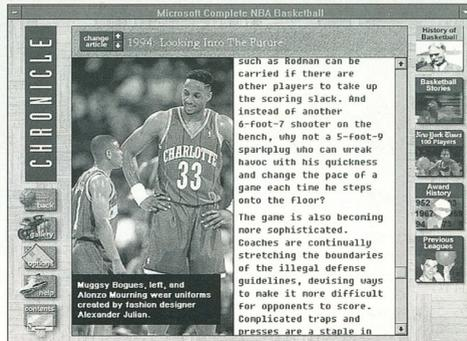 Microsoft Complete NBA Basketball
change
article
1994: Looking Into The Future
CHRONICLE
back
gallery
options
help
contents
CHARLOTTE
33
Muggsy Bogues, left, and
Alonzo Mourning wear uniforms
created by fashion designer
Alexander Julian.
such as Rodman can be
carried if there are
other players to take up
the scoring slack. And
instead of another
6-foot-7 shooter on the
bench, why not a 5-foot-9
sparkplug who can wreak
havoc with his quickness
and change the pace of a
game each time he steps
onto the floor?
The game is also becoming
more sophisticated.
Coaches are continually
stretching the boundaries
of the illegal defense
guidelines, devising ways
to make it more difficult
for opponents to score.
Complicated traps and
presses are a staple in
History of
Basketball
Basketball
Stories
New York Times
100 Players
Award
History
952
1962
94
Previous
Leagues